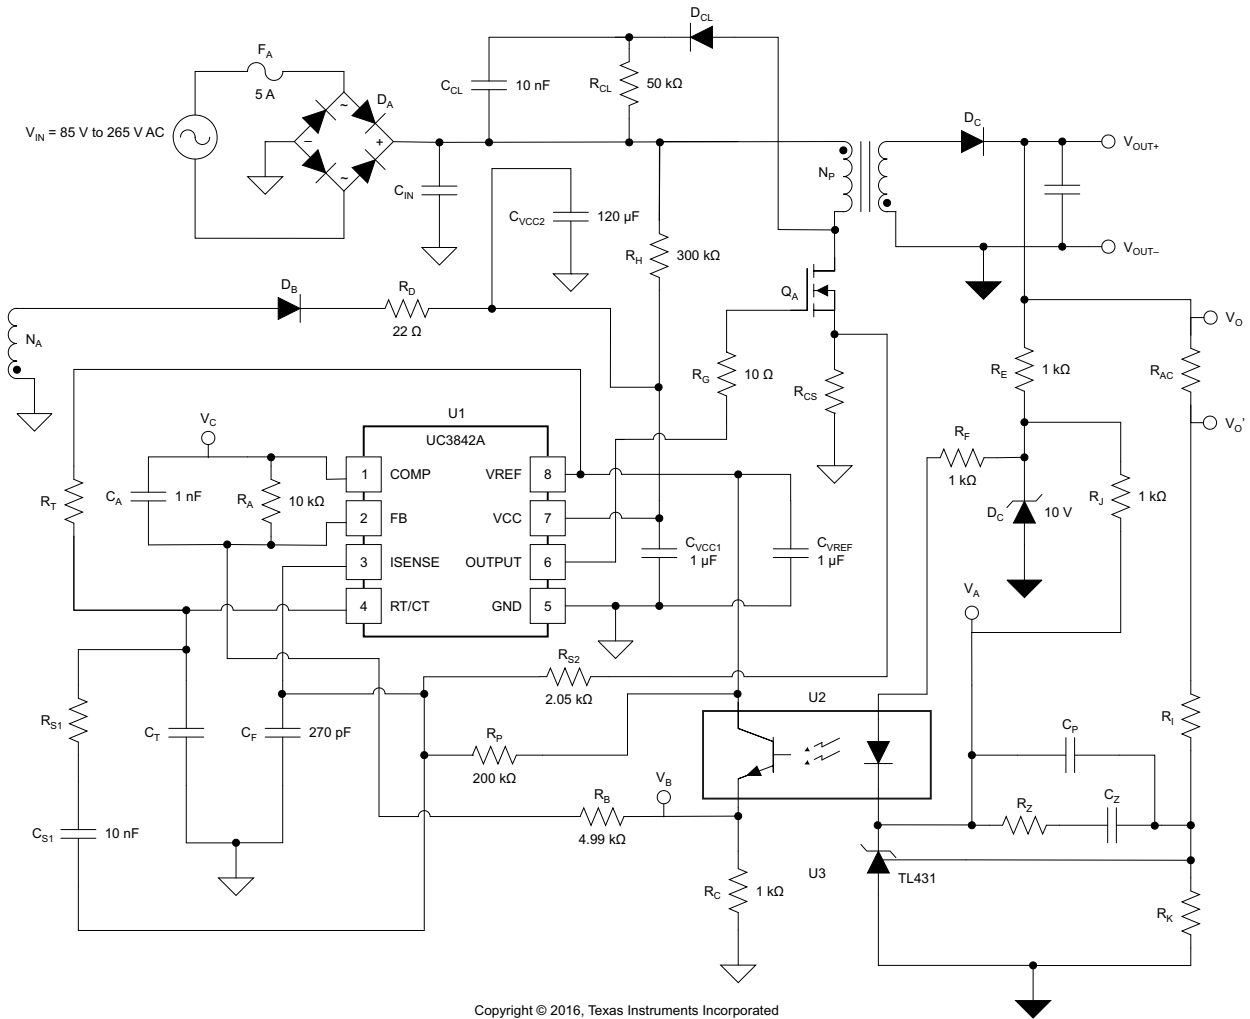 D_CL
F_A
5 A
D_A
~
~
–
+
V_IN = 85 V to 265 V AC
C_CL
10 nF
R_CL
50 kΩ
D_C
V_OUT+
N_P
C_IN
C_VCC2
120 µF
R_H
300 kΩ
V_OUT–
D_B
R_D
22 Ω
Q_A
V_O
N_A
R_G
10 Ω
R_CS
R_E
1 kΩ
R_AC
V_O'
V_C
U1
UC3842A
R_F
1 kΩ
1
COMP
VREF
8
R_T
C_A
1 nF
R_A
10 kΩ
R_J
1 kΩ
2
FB
VCC
7
D_C
10 V
3
ISENSE
OUTPUT
6
C_VCC1
1 µF
C_VREF
1 µF
4
RT/CT
GND
5
V_A
R_S2
2.05 kΩ
U2
R_S1
C_T
C_F
270 pF
R_P
200 kΩ
C_P
R_I
V_B
R_B
4.99 kΩ
R_Z
C_Z
C_S1
10 nF
U3
TL431
R_C
1 kΩ
R_K
Copyright © 2016, Texas Instruments Incorporated